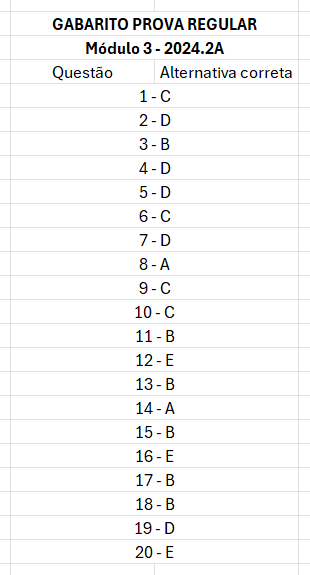 GABARITO PROVA REGULAR
Módulo 3 - 2024.2A
Questão Alternativa correta
1 - C
2 - D
3 - B
4 - D
5 - D
6 - C
7 - D
8 - A
9 - C
10 - C
11 - B
12 - E
13 - B
14 - A
15 - B
16 - E
17 - B
18 - B
19 - D
20 - E